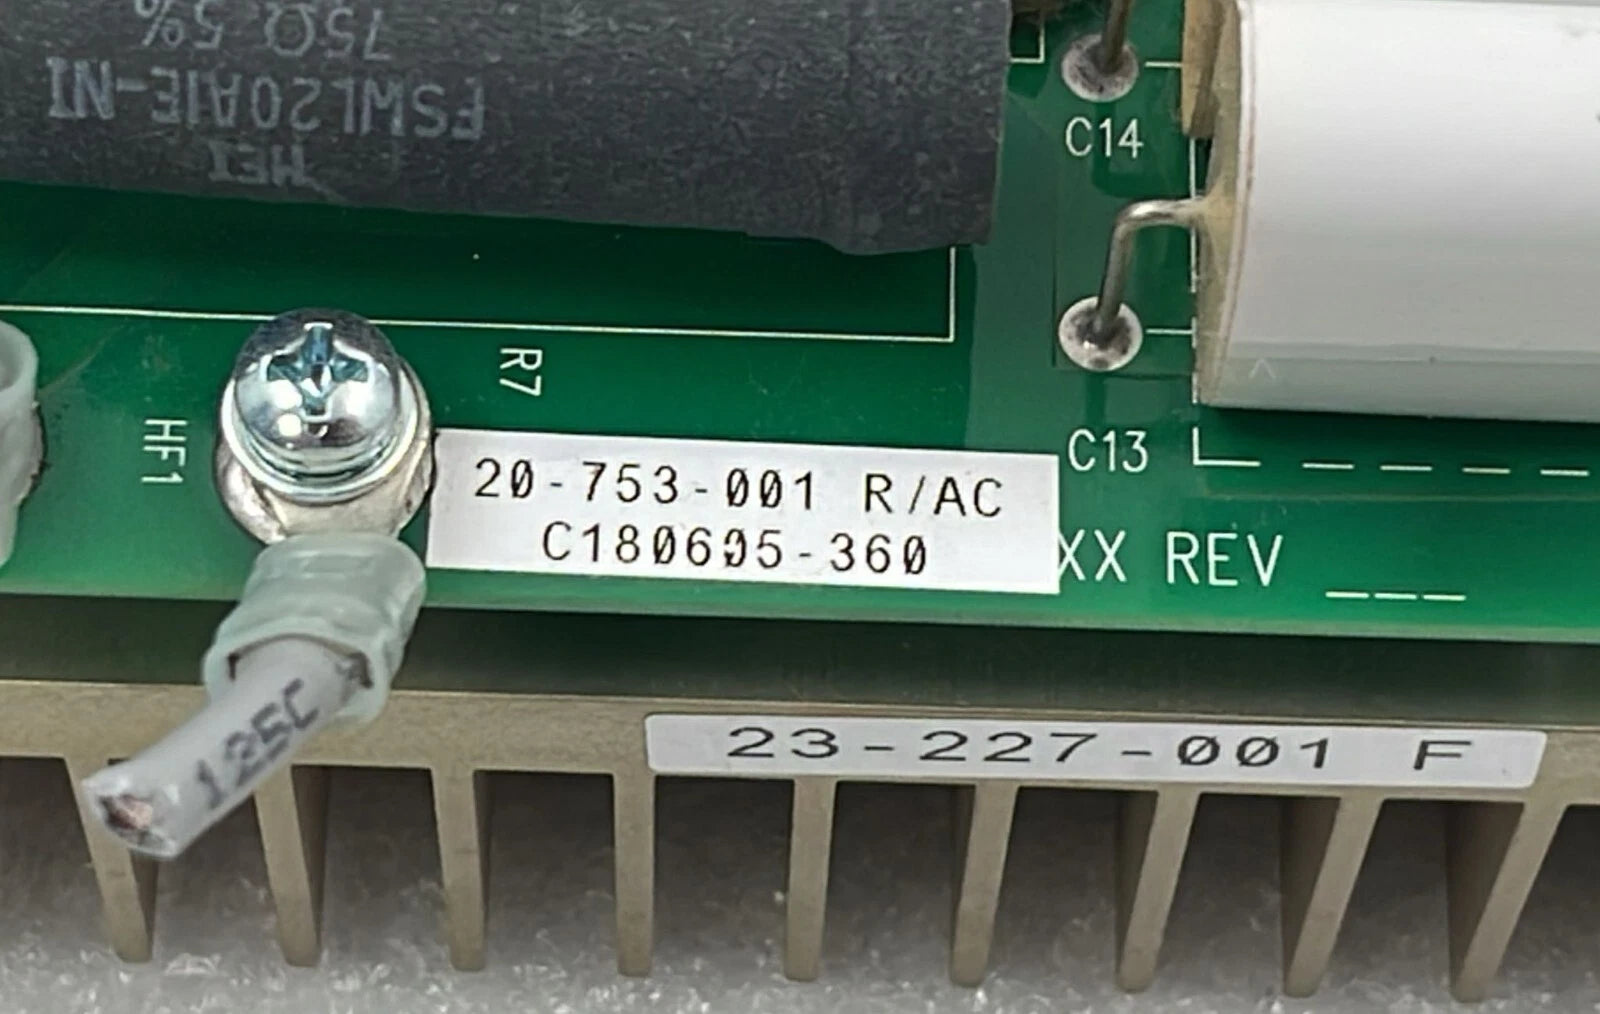 75Ω 5%
FSWL20A1E-NI
HEI
C14
R7
HF1
C13
20-753-001 R/AC
C180605-360
XX REV ___
125C
23-227-001 F